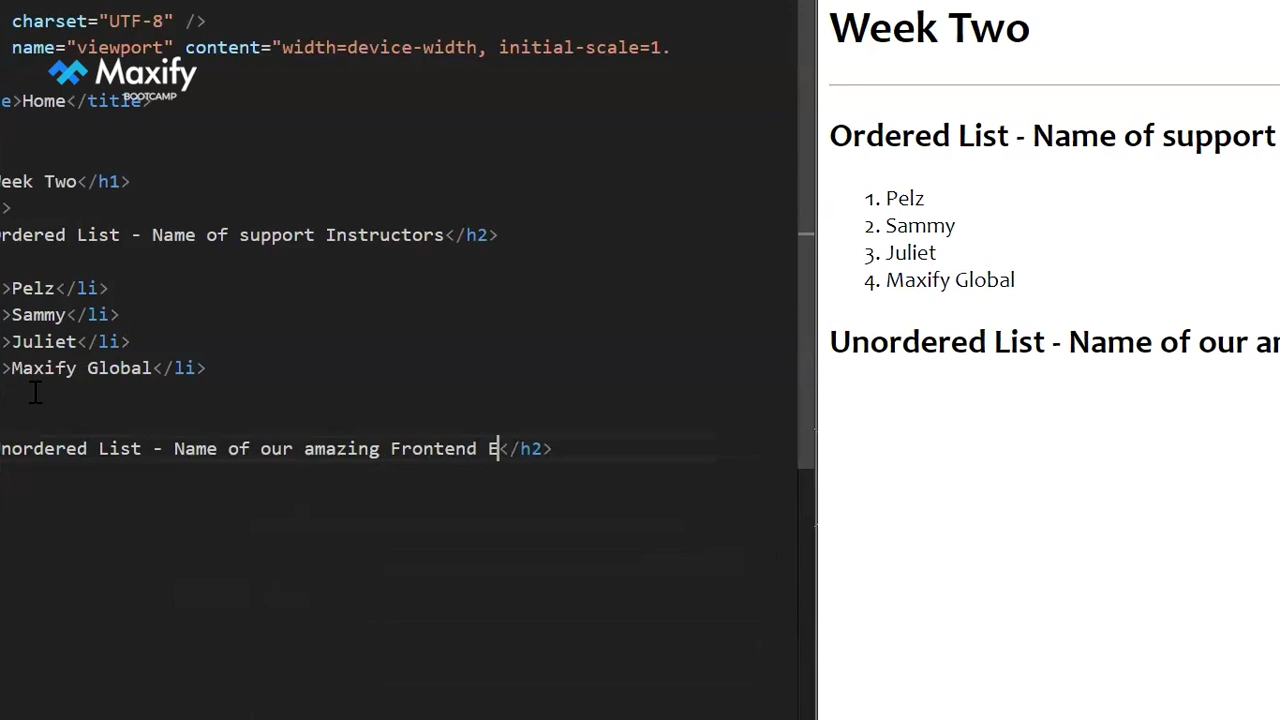 charset="UTF-8" />
name="viewport" content="width=device-width, initial-scale=1.
Maxify
BOOTCAMP
e>Home</title>
eek Two</h1>
>
rdered List - Name of support Instructors</h2>
>Pelz</li>
>Sammy</li>
>Juliet</li>
>Maxify Global</li>
nordered List - Name of our amazing Frontend E</h2>
Week Two
Ordered List - Name of support
1. Pelz
2. Sammy
3. Juliet
4. Maxify Global
Unordered List - Name of our a